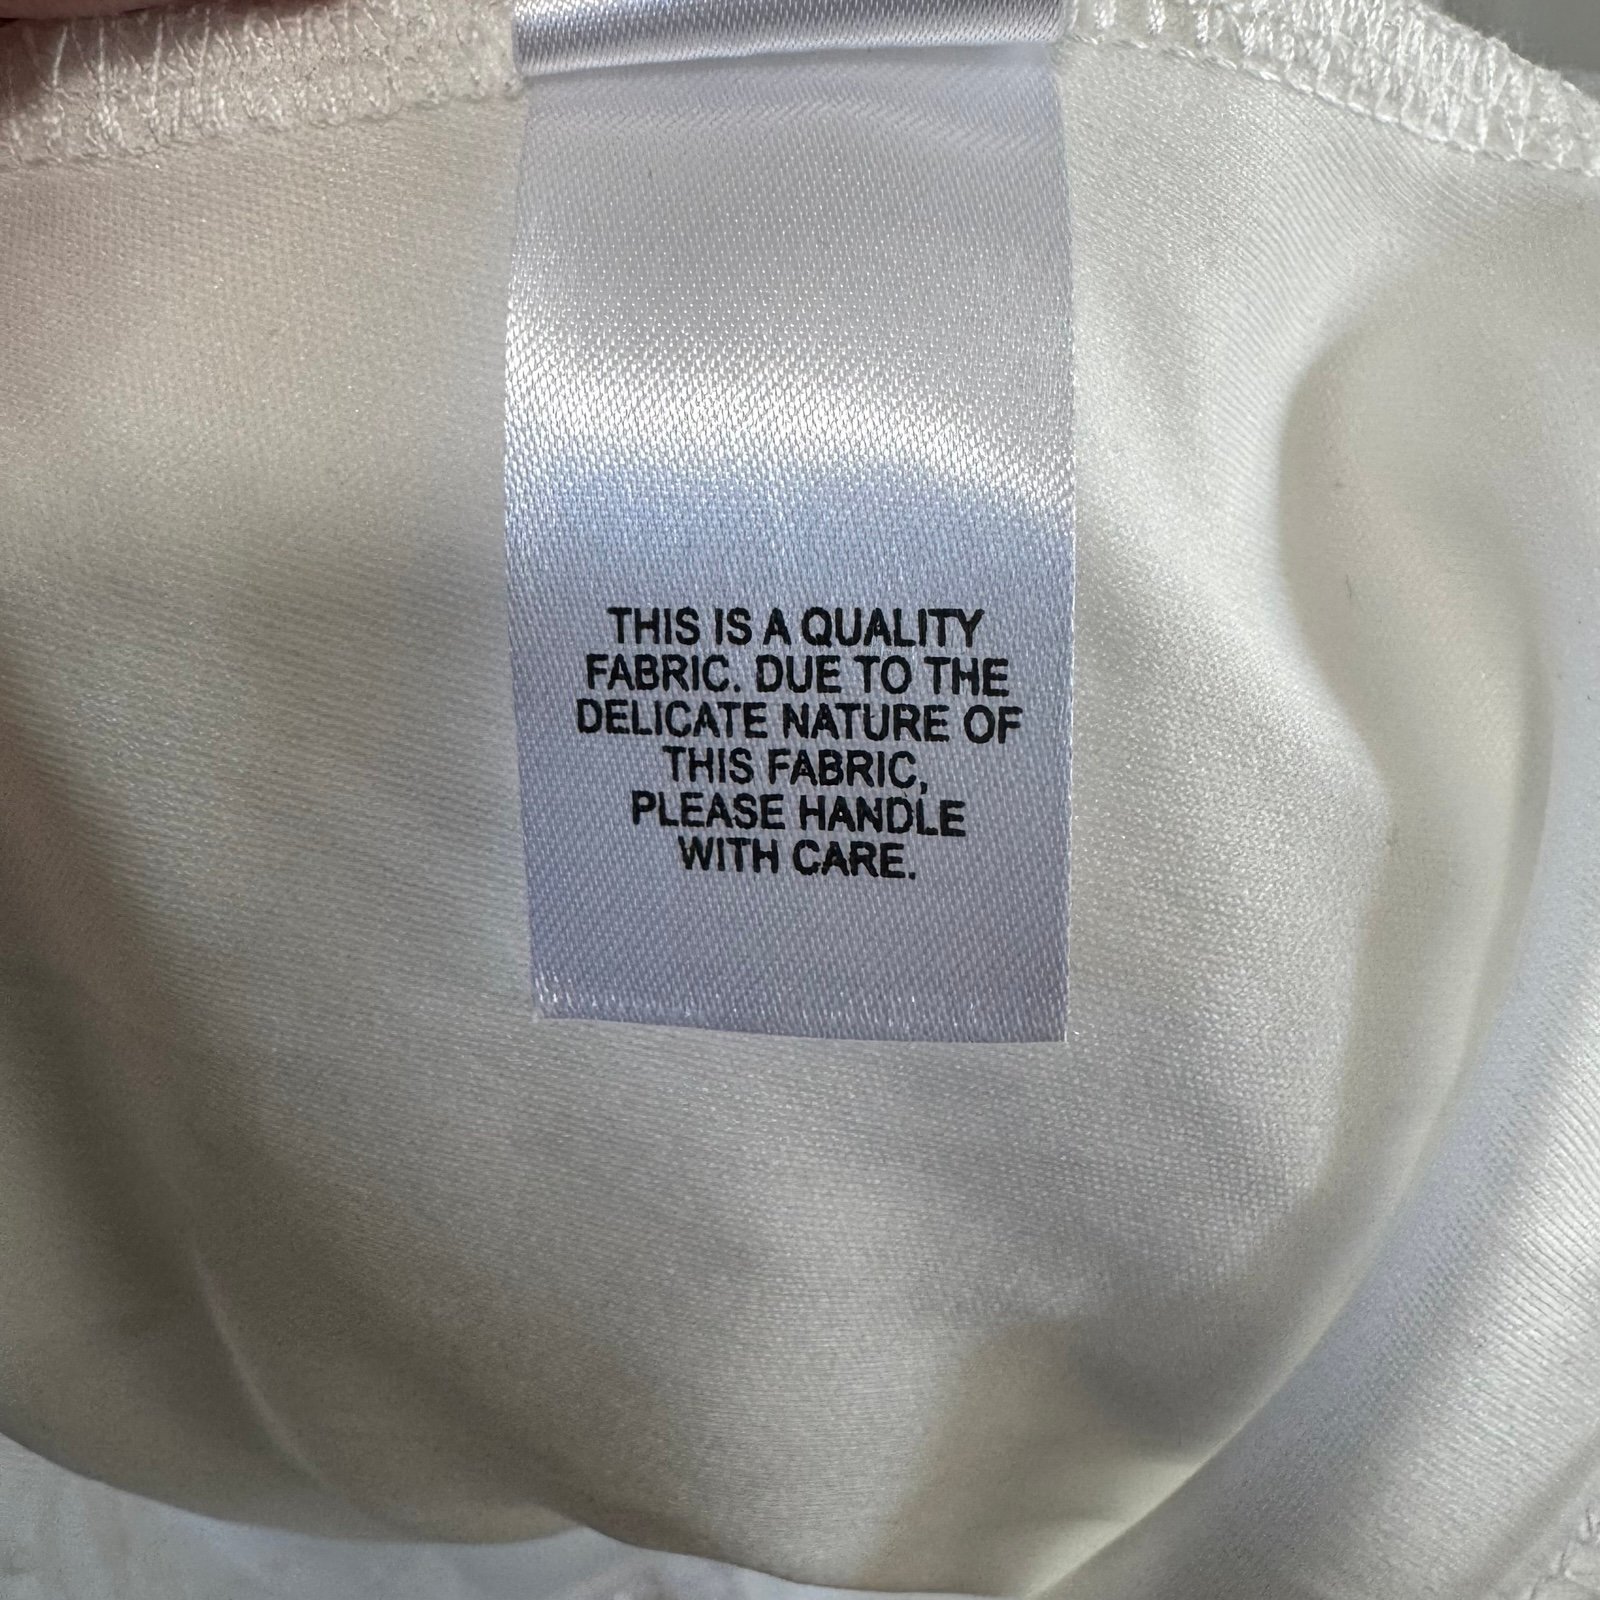 THIS IS A QUALITY
FABRIC. DUE TO THE
DELICATE NATURE OF
THIS FABRIC,
PLEASE HANDLE
WITH CARE.